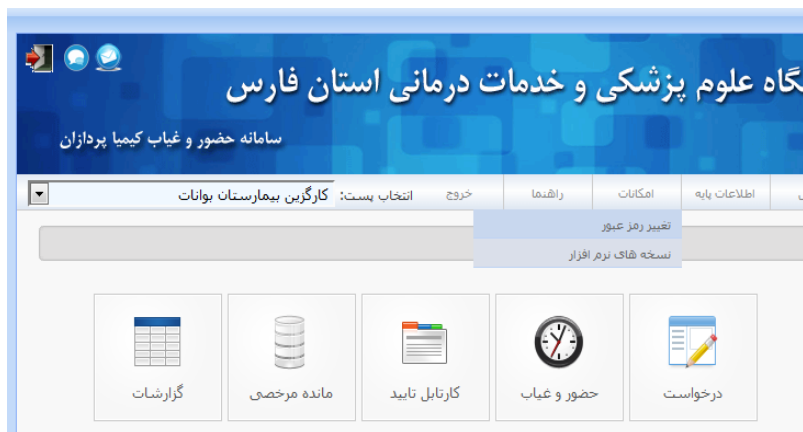 علوم پزشکی و خدمات درمانی استان فارس
سامانه حضور و غیاب کیمیا پردازان
اطلاعات پایه
امکانات
راهنما
خروج
انتخاب پست: کارگزین بیمارستان بوانات
تغییر رمز عبور
نسخه های نرم افزار
درخواست
حضور و غیاب
کارتابل تایید
مانده مرخصی
گزارشات